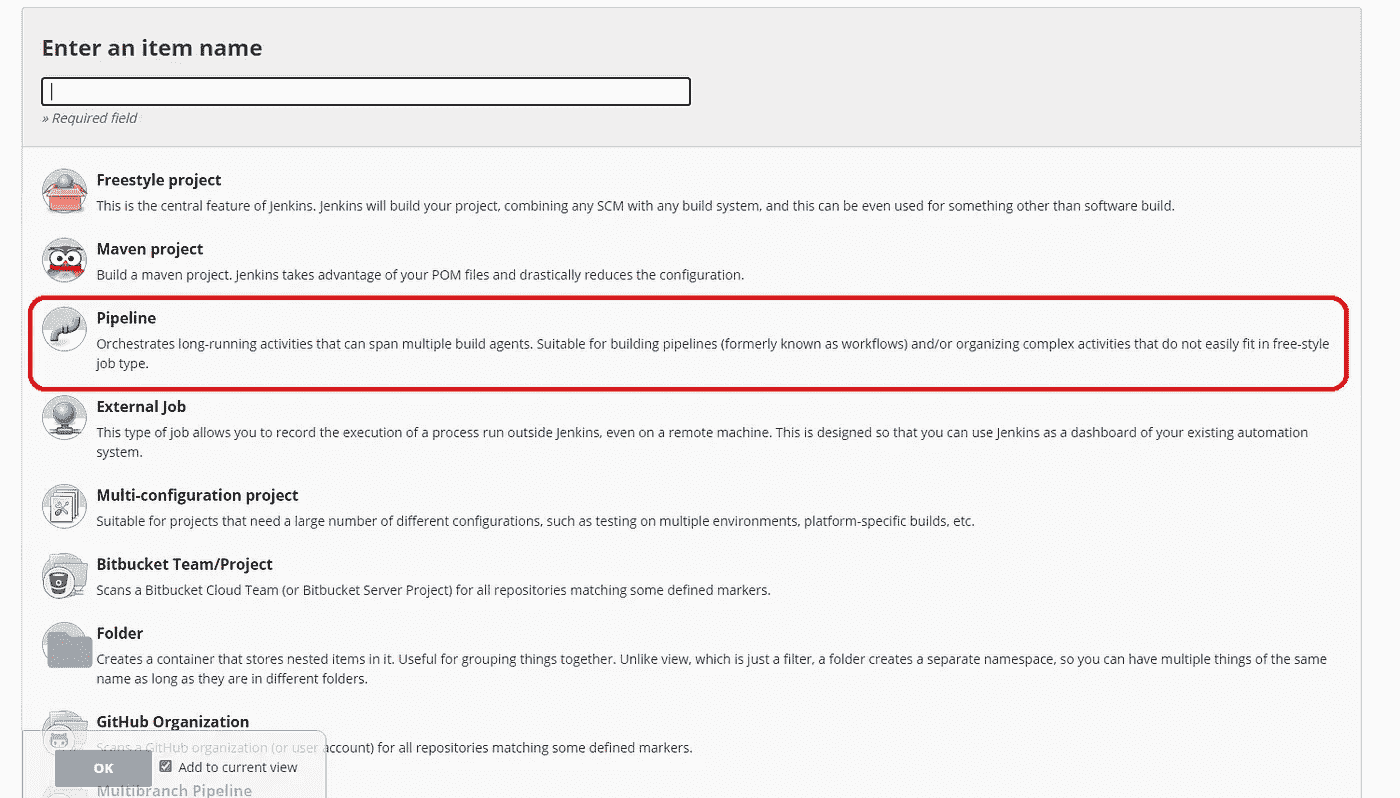 Enter an item name
» Required field
Freestyle project
This is the central feature of Jenkins. Jenkins will build your project, combining any SCM with any build system, and this can be even used for something other than software build.
Maven project
Build a maven project. Jenkins takes advantage of your POM files and drastically reduces the configuration.
Pipeline
Orchestrates long-running activities that can span multiple build agents. Suitable for building pipelines (formerly known as workflows) and/or organizing complex activities that do not easily fit in free-style
job type.
External Job
This type of job allows you to record the execution of a process run outside Jenkins, even on a remote machine. This is designed so that you can use Jenkins as a dashboard of your existing automation
system.
Multi-configuration project
Suitable for projects that need a large number of different configurations, such as testing on multiple environments, platform-specific builds, etc.
Bitbucket Team/Project
Scans a Bitbucket Cloud Team (or Bitbucket Server Project) for all repositories matching some defined markers.
Folder
Creates a container that stores nested items in it. Useful for grouping things together. Unlike view, which is just a filter, a folder creates a separate namespace, so you can have multiple things of the same
name as long as they are in different folders.
GitHub Organization
Scans a GitHub organization (or user account) for all repositories matching some defined markers.
OK
Add to current view
Multibranch Pipeline